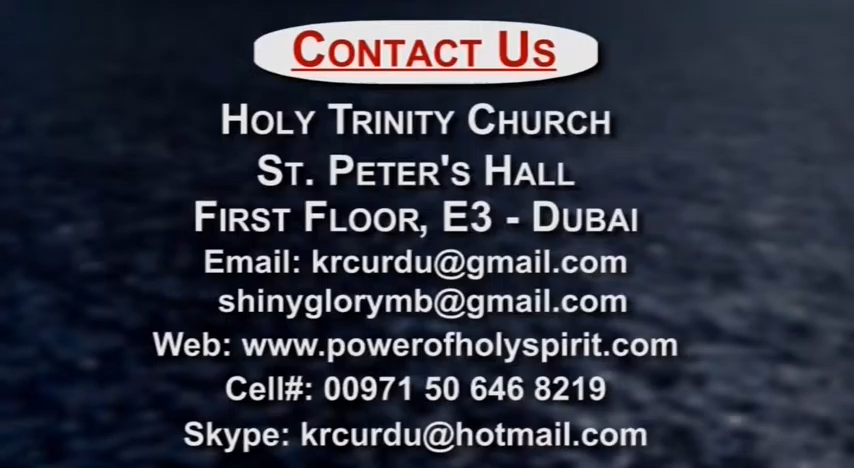 Contact Us
Holy Trinity Church
St. Peter's Hall
First Floor, E3 - Dubai
Email: krcurdu@gmail.com
shinyglorymb@gmail.com
Web: www.powerofholyspirit.com
Cell#: 00971 50 646 8219
Skype: krcurdu@hotmail.com